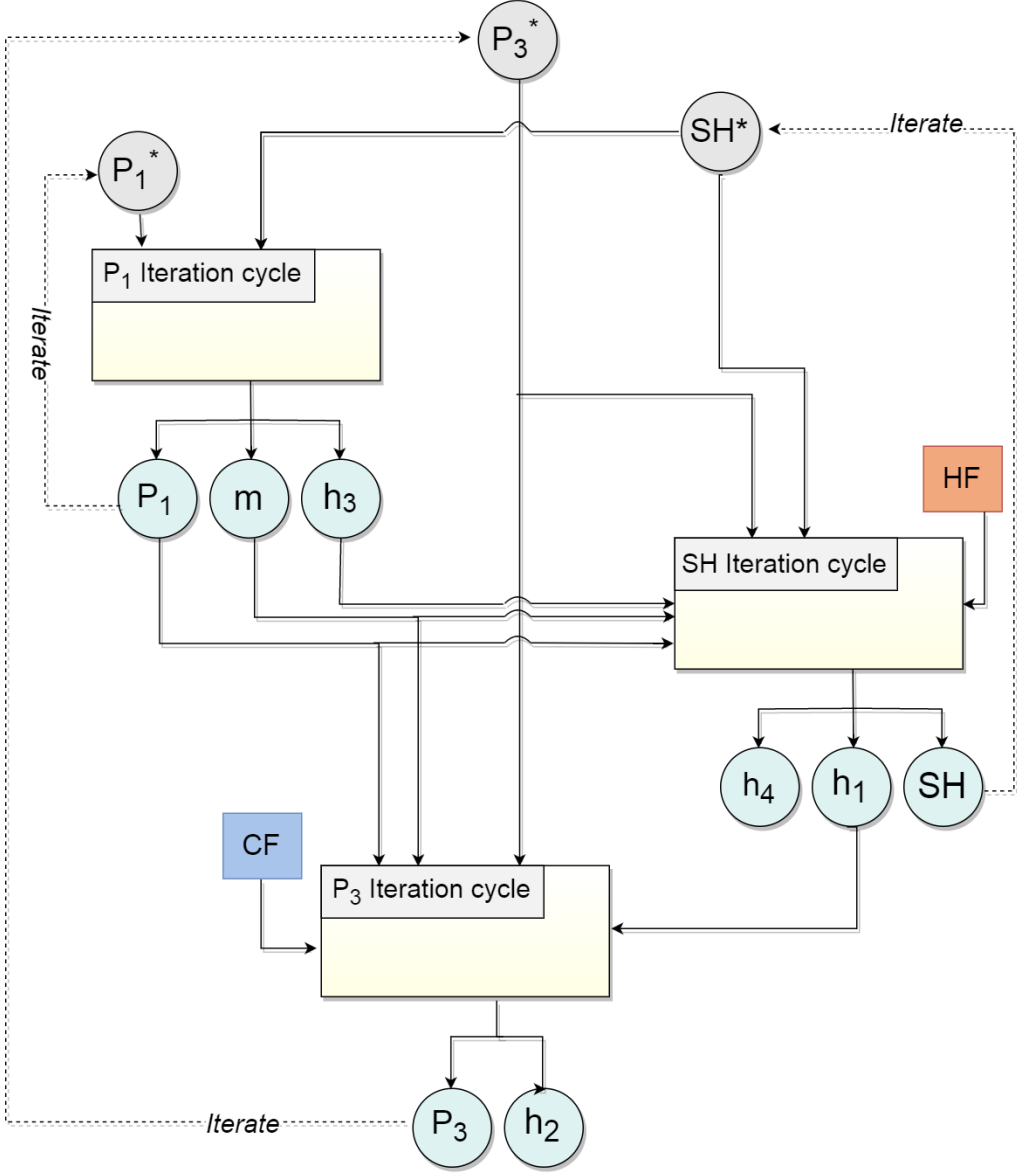 P₃*
SH*
Iterate
P₁*
P₁ Iteration cycle
Iterate
P₁
m
h₃
HF
SH Iteration cycle
h₄
h₁
SH
CF
P₃ Iteration cycle
Iterate
P₃
h₂